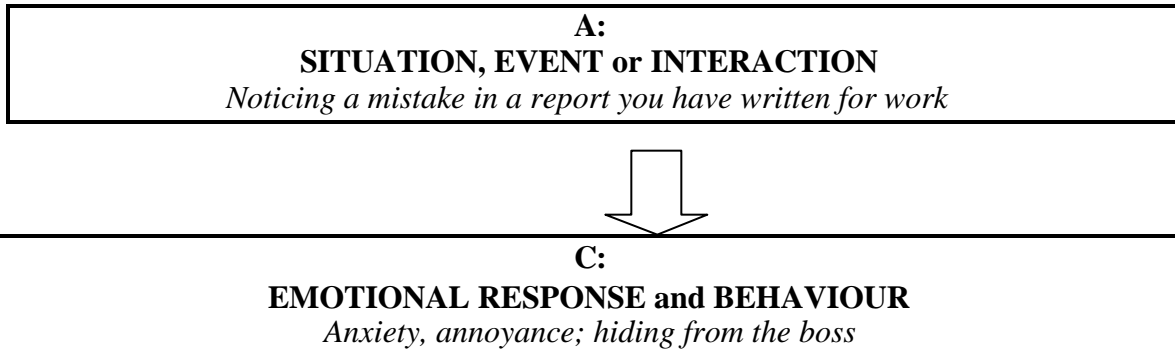 A:
SITUATION, EVENT or INTERACTION
Noticing a mistake in a report you have written for work
C:
EMOTIONAL RESPONSE and BEHAVIOUR
Anxiety, annoyance; hiding from the boss